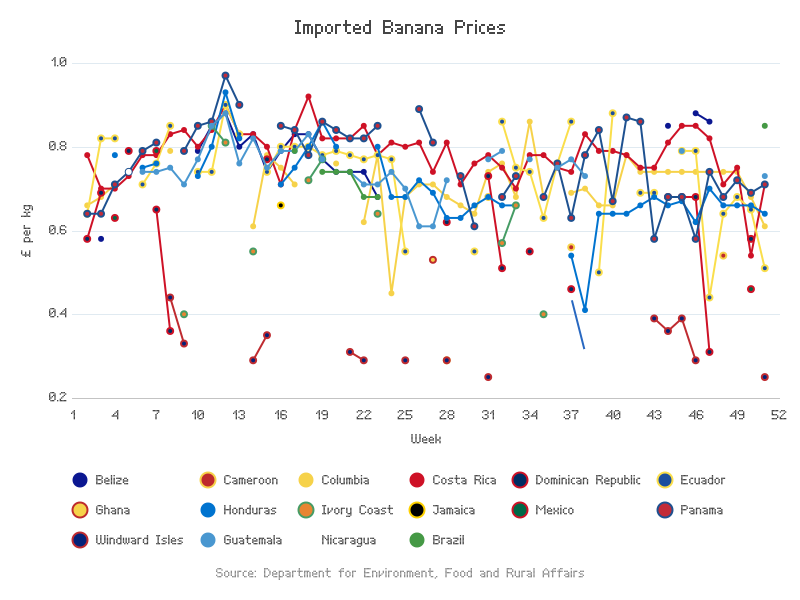 Imported Banana Prices
1.0
0.8
0.6
0.4
0.2
£ per kg
1 4 7 10 13 16 19 22 25 28 31 34 37 40 43 46 49 52
Week
Belize Cameroon Columbia Costa Rica Dominican Republic Ecuador
Ghana Honduras Ivory Coast Jamaica Mexico Panama
Windward Isles Guatemala Nicaragua Brazil
Source: Department for Environment, Food and Rural Affairs